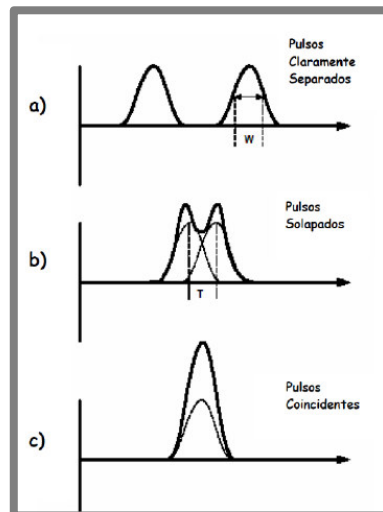 Pulsos
Claramente
Separados
a)
W
Pulsos
Solapados
b)
T
Pulsos
Coincidentes
c)